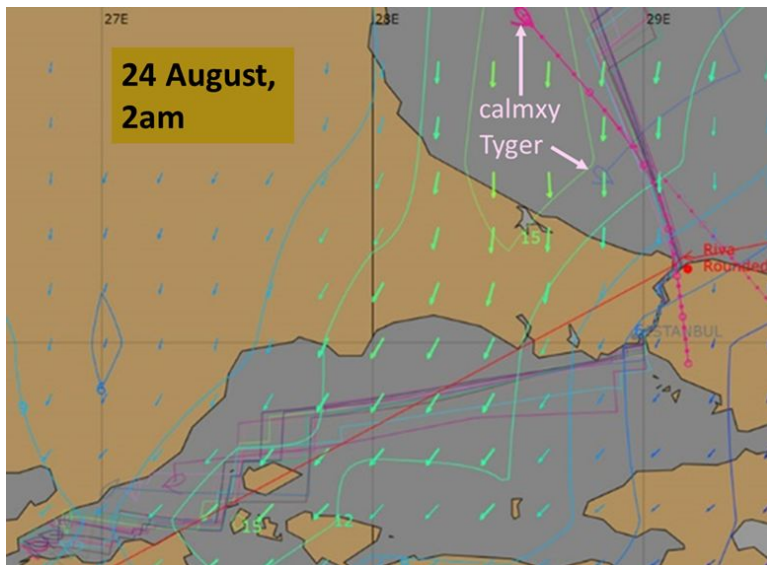 27E
28E
29E
24 August,
2am
calmxy
Tyger
15
Riva
Rounded
ISTANBUL
15
12